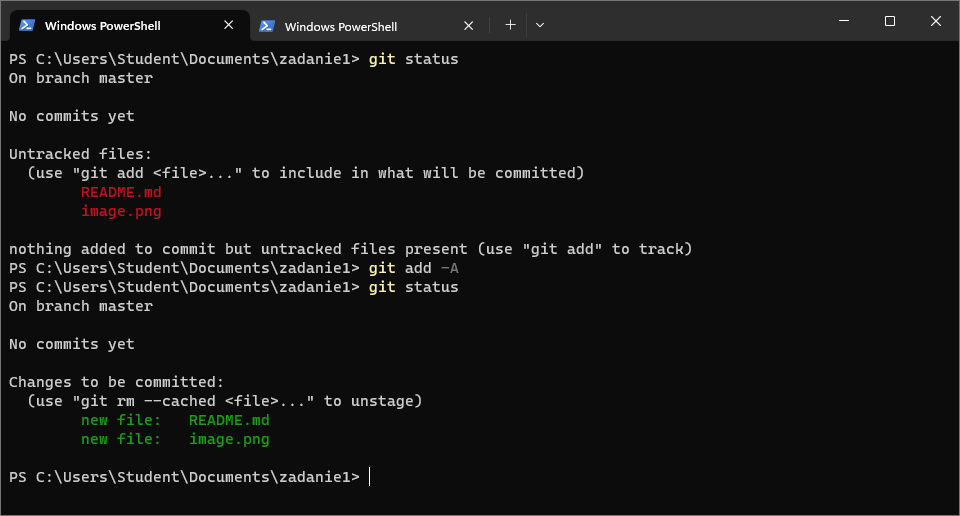 Windows PowerShell
Windows PowerShell
PS C:\Users\Student\Documents\zadanie1> git status
On branch master
No commits yet
Untracked files:
(use "git add <file>..." to include in what will be committed)
README.md
image.png
nothing added to commit but untracked files present (use "git add" to track)
PS C:\Users\Student\Documents\zadanie1> git add -A
PS C:\Users\Student\Documents\zadanie1> git status
On branch master
No commits yet
Changes to be committed:
(use "git rm --cached <file>..." to unstage)
new file:   README.md
new file:   image.png
PS C:\Users\Student\Documents\zadanie1>